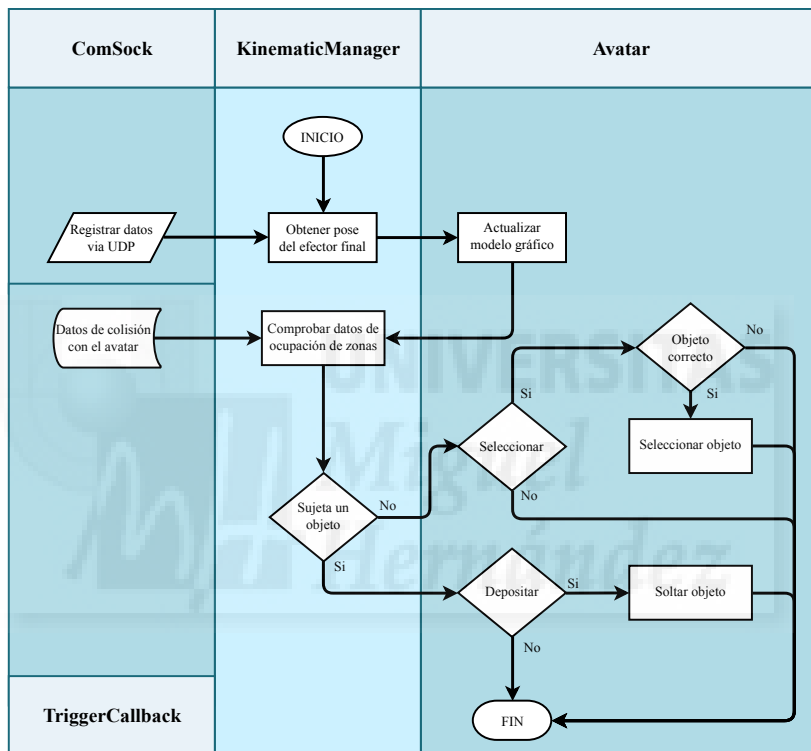 ComSock
KinematicManager
Avatar
INICIO
Registrar datos
via UDP
Obtener pose
del efector final
Actualizar
modelo gráfico
Datos de colisión
con el avatar
Comprobar datos de
ocupación de zonas
Objeto
correcto
No
Si
Si
Seleccionar
Seleccionar objeto
No
No
Sujeta un
objeto
Si
Depositar
Si
Soltar objeto
No
FIN
TriggerCallback
UNIVERSITAS
Miguel
Hernández